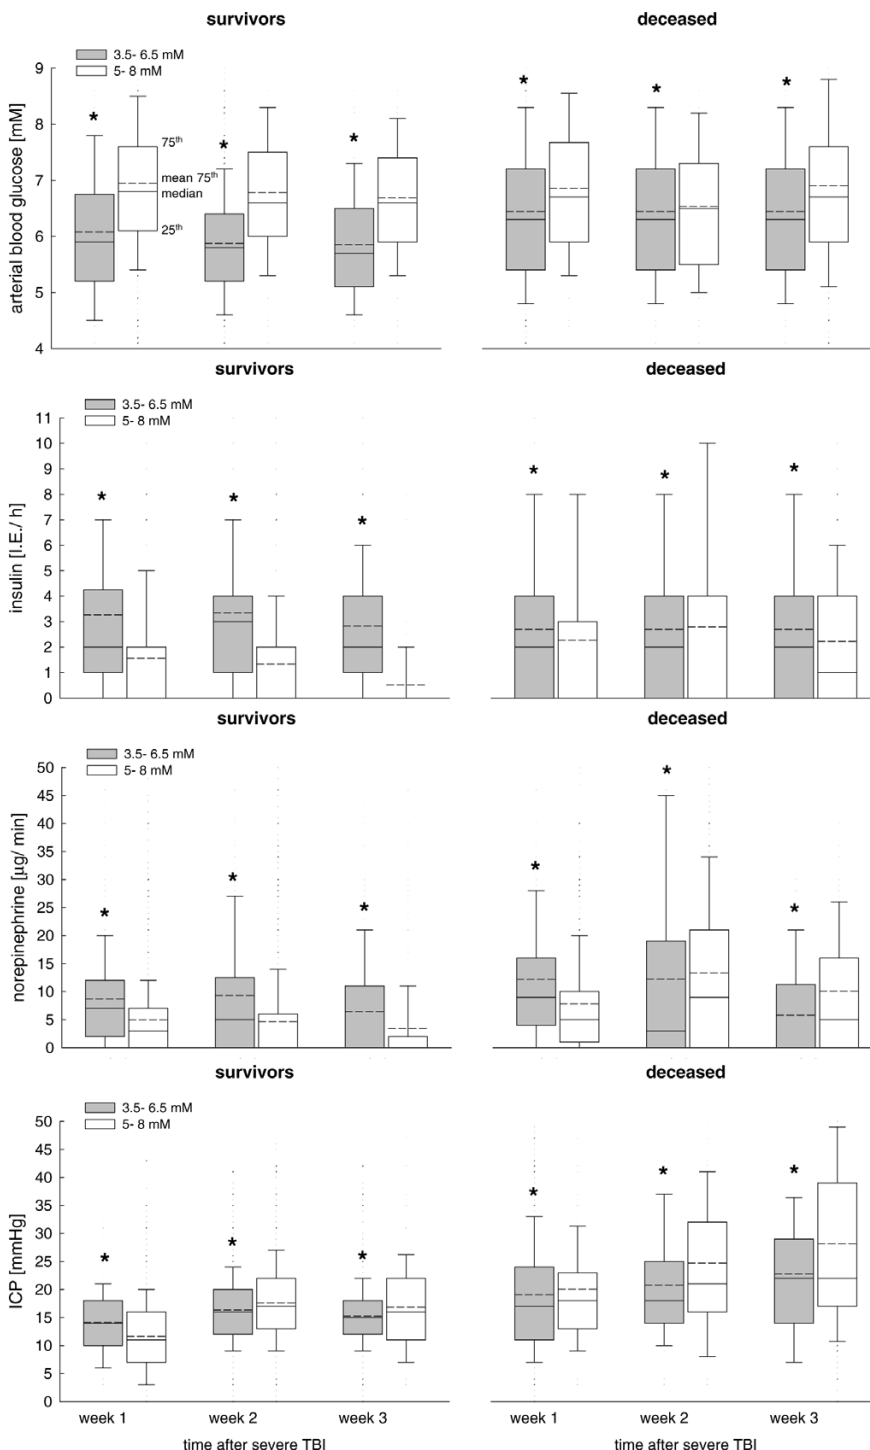 survivors
deceased
3.5- 6.5 mM
5- 8 mM
arterial blood glucose [mM]
9
8
7
6
5
4
*
*
*
*
*
*
75th
mean 75th
median
25th
survivors
deceased
3.5- 6.5 mM
5- 8 mM
insulin [I.E./ h]
11
10
9
8
7
6
5
4
3
2
1
0
*
*
*
*
*
*
survivors
deceased
3.5- 6.5 mM
5- 8 mM
norepinephrine [µg/ min]
50
45
40
35
30
25
20
15
10
5
0
*
*
*
*
*
*
survivors
deceased
3.5- 6.5 mM
5- 8 mM
ICP [mmHg]
50
45
40
35
30
25
20
15
10
5
0
*
*
*
*
*
*
week 1
week 2
week 3
week 1
week 2
week 3
time after severe TBI
time after severe TBI